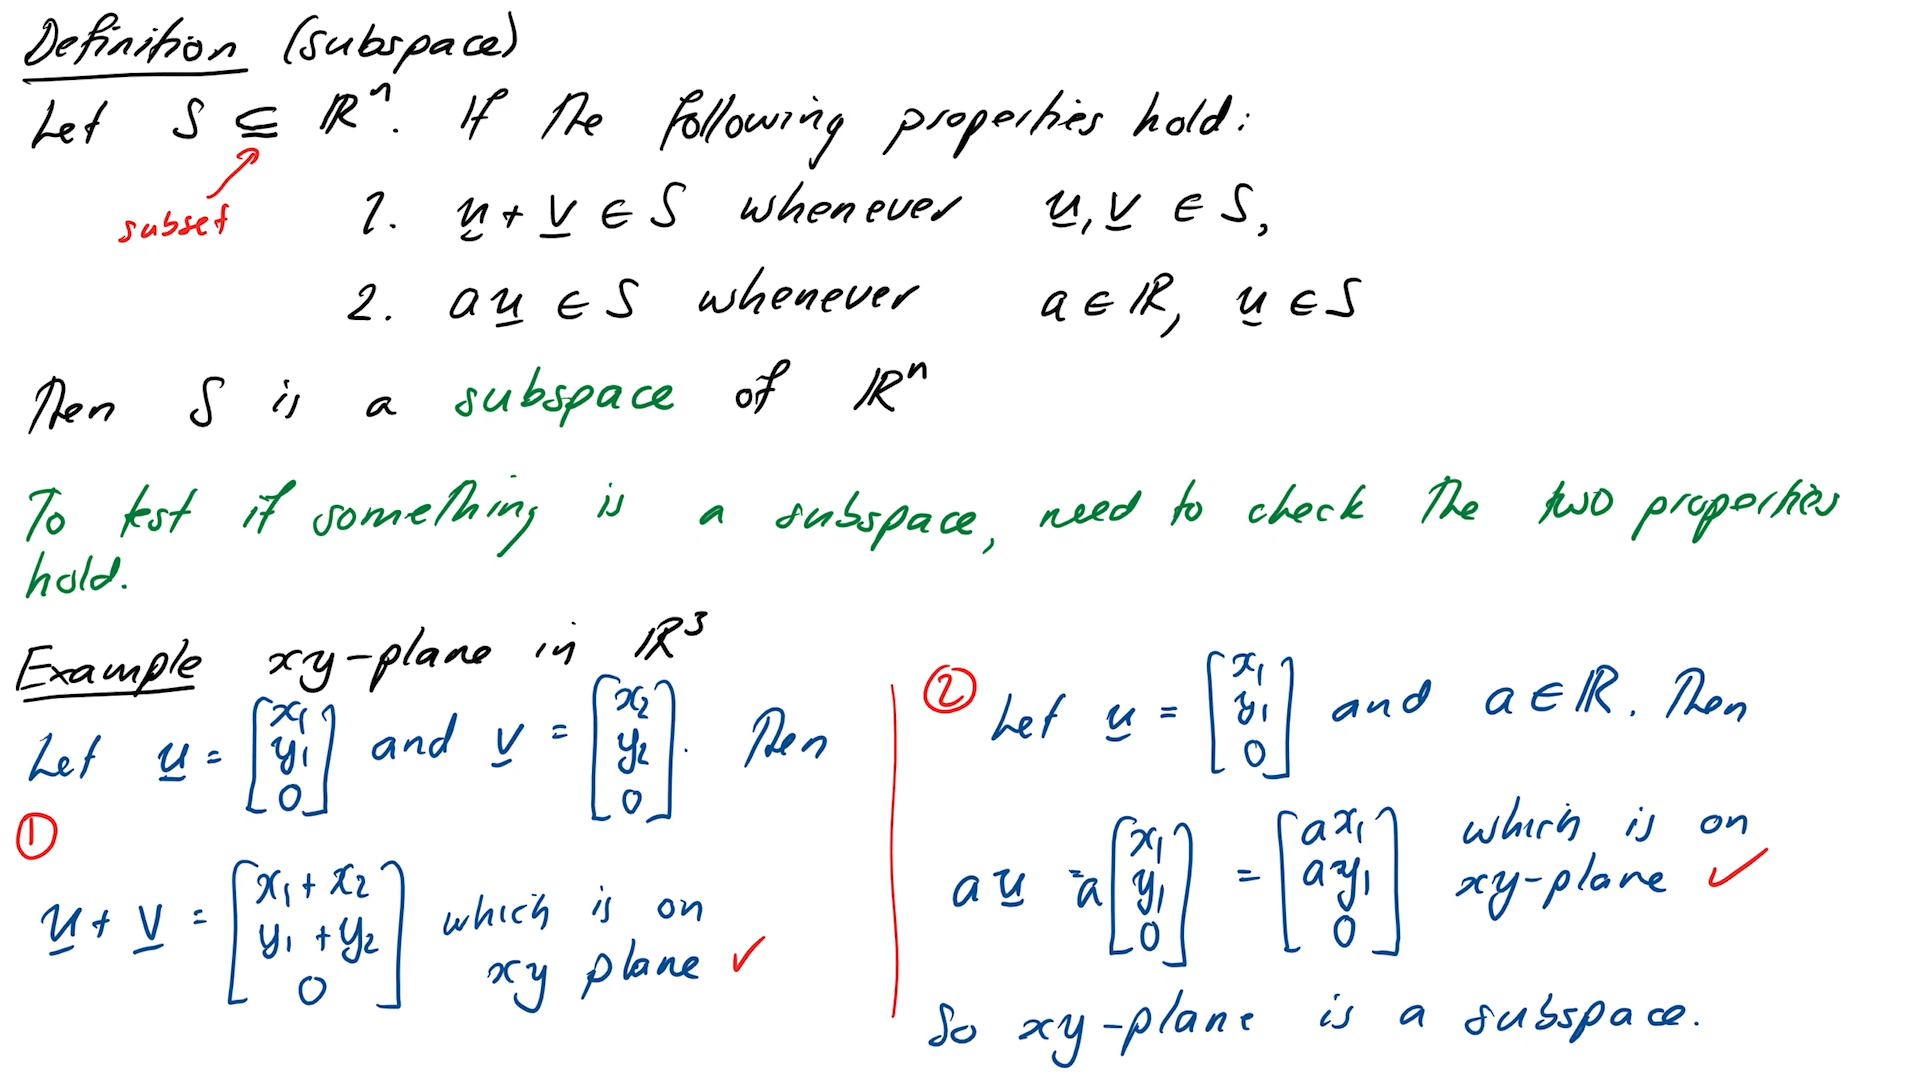 Definition (subspace)
Let S ⊆ ℝⁿ. If the following properties hold:
subset
1. u + v ∈ S whenever u, v ∈ S,
2. a u ∈ S whenever a ∈ ℝ, u ∈ S
Then S is a subspace of ℝⁿ
To test if something is a subspace, need to check the two properties
hold.
Example xy-plane in ℝ³
Let u = [x₁ y₁ 0] and v = [x₂ y₂ 0]. Then
①
u + v = [x₁ + x₂ y₁ + y₂ 0] which is on
xy plane ✓
② Let u = [x₁ y₁ 0] and a ∈ ℝ. Then
a u = a [x₁ y₁ 0] = [ax₁ ay₁ 0] which is on
xy-plane ✓
So xy-plane is a subspace.